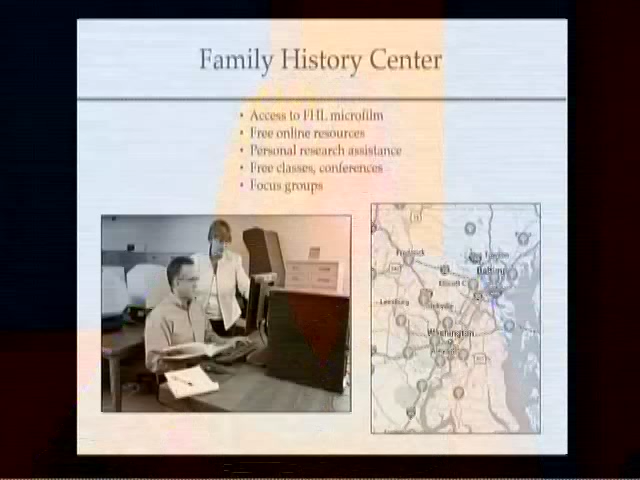 Family History Center
• Access to FHL microfilm
• Free online resources
• Personal research assistance
• Free classes, conferences
• Focus groups
Frederick
Leesburg
Washington